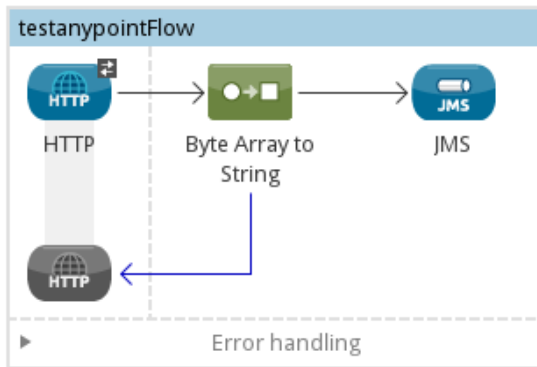 testanypointFlow
HTTP
JMS
HTTP
Byte Array to
String
JMS
HTTP
Error handling